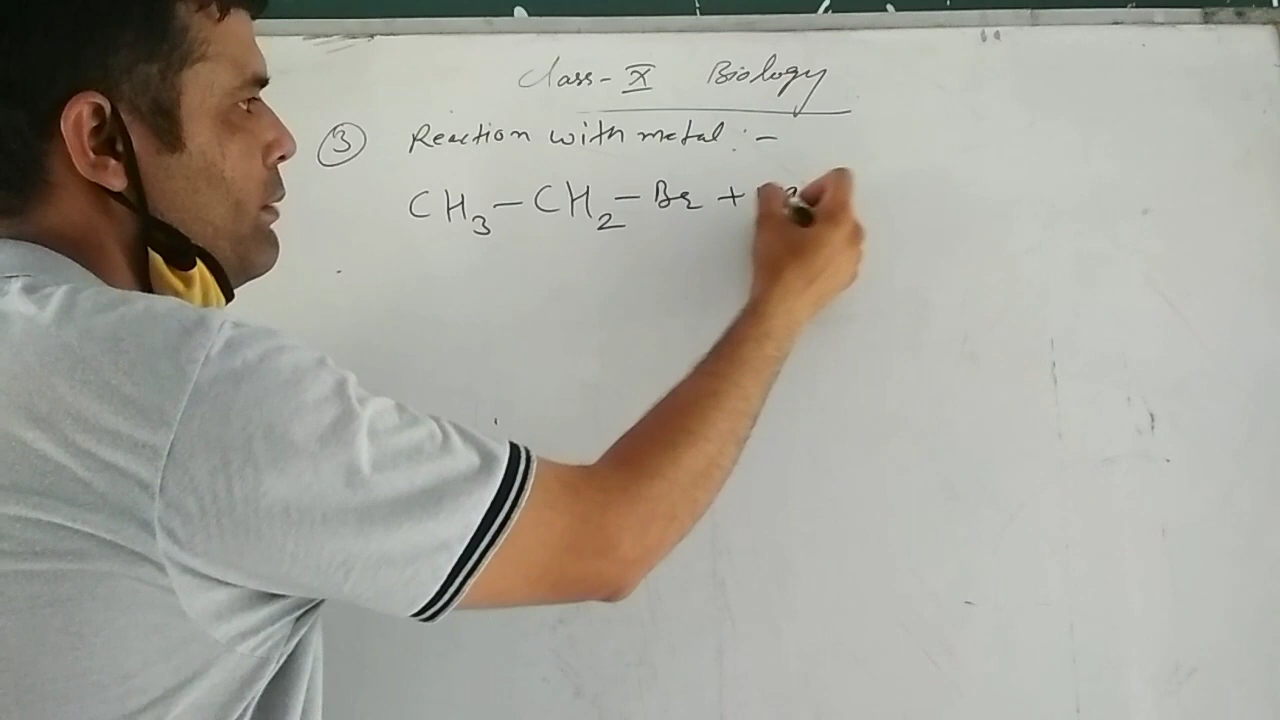 Class-X Biology
③ Reaction with metal:-
CH3-CH2-Br +